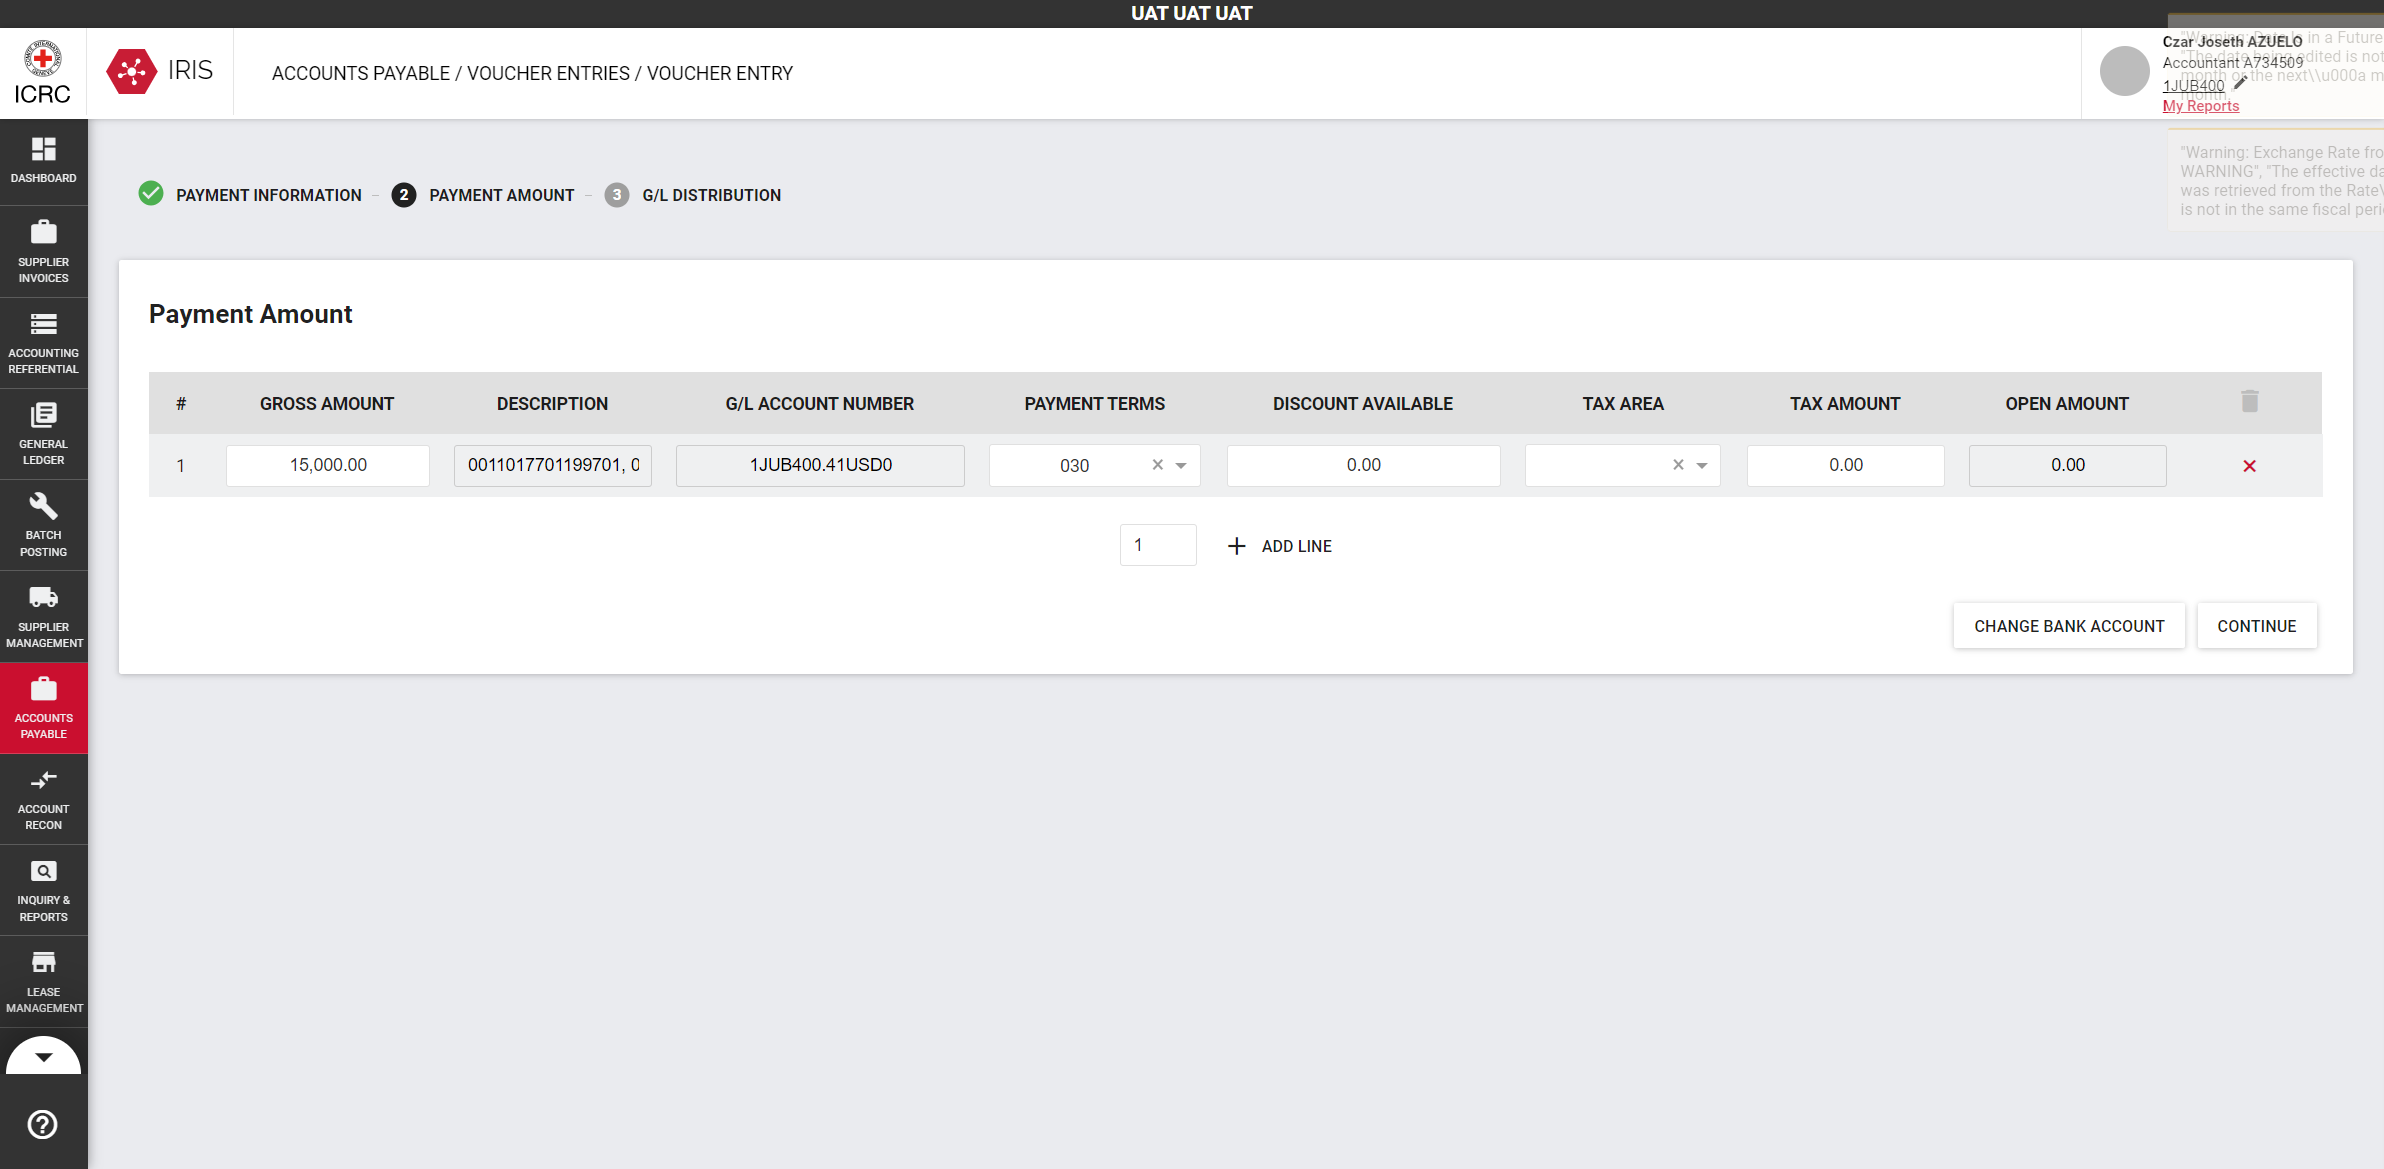 UAT UAT UAT
ICRC
IRIS
ACCOUNTS PAYABLE / VOUCHER ENTRIES / VOUCHER ENTRY
Czar Joseth AZUELO
Accountant A734509
1JUB400
My Reports
"Warning: Date Is in a Future
"The date being edited is not
month or the next\\u000a m
month,
"Warning: Exchange Rate fro
WARNING", "The effective da
was retrieved from the Rate\
is not in the same fiscal peri
DASHBOARD
SUPPLIER
INVOICES
ACCOUNTING
REFERENTIAL
GENERAL
LEDGER
BATCH
POSTING
SUPPLIER
MANAGEMENT
ACCOUNTS
PAYABLE
ACCOUNT
RECON
INQUIRY &
REPORTS
LEASE
MANAGEMENT
PAYMENT INFORMATION – 2 PAYMENT AMOUNT – 3 G/L DISTRIBUTION
Payment Amount
# GROSS AMOUNT DESCRIPTION G/L ACCOUNT NUMBER PAYMENT TERMS DISCOUNT AVAILABLE TAX AREA TAX AMOUNT OPEN AMOUNT
1 15,000.00 0011017701199701, 0 1JUB400.41USD0 030 0.00 0.00 0.00
1 + ADD LINE
CHANGE BANK ACCOUNT CONTINUE